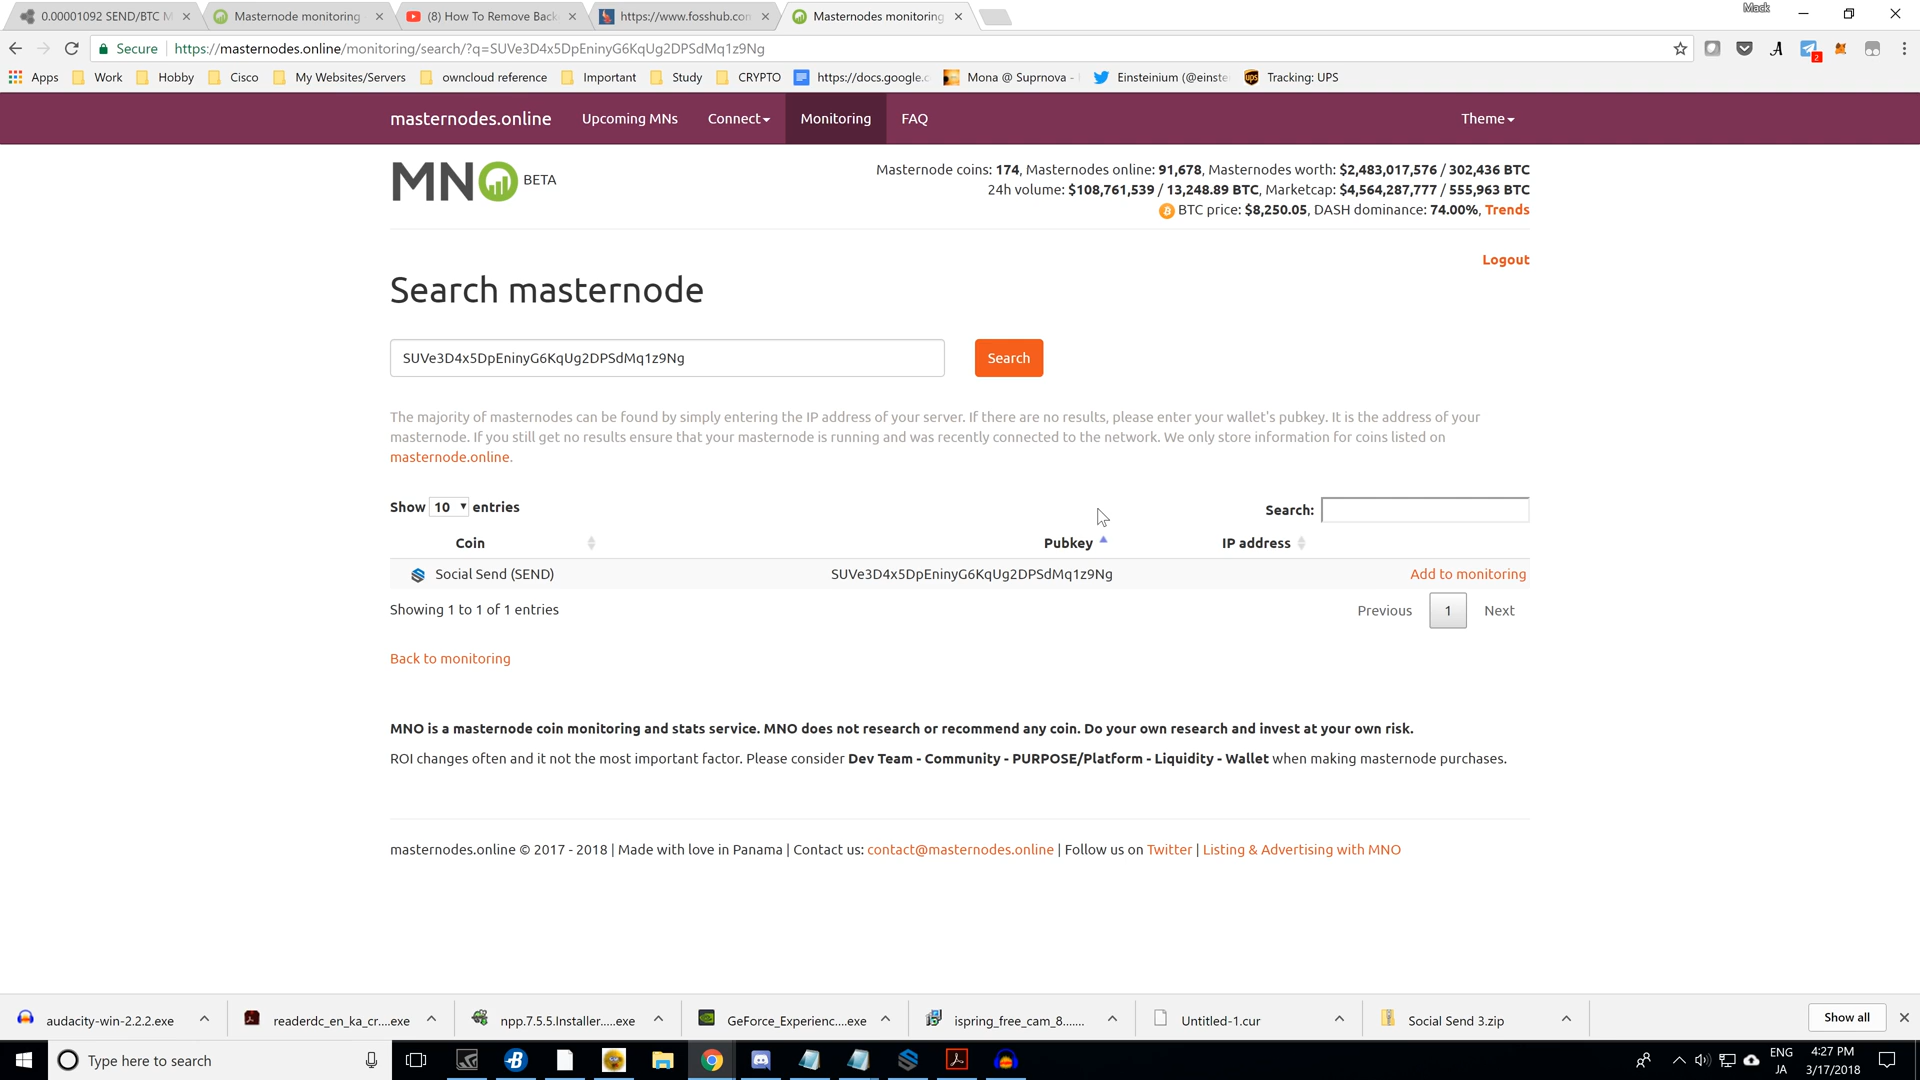 0.00001092 SEND/BTC M
Masternode monitoring
(8) How To Remove Back
https://www.fosshub.con
Masternodes monitoring
Mack
Secure
https://masternodes.online/monitoring/search/?q=SUVe3D4x5DpEninyG6KqUg2DPSdMq1z9Ng
2
Apps
Work
Hobby
Cisco
My Websites/Servers
owncloud reference
Important
Study
CRYPTO
https://docs.google.c
Mona @ Suprnova -
Einsteinium (@einste
Tracking: UPS
masternodes.online
Upcoming MNs
Connect
Monitoring
FAQ
Theme
MNO BETA
Masternode coins: 174, Masternodes online: 91,678, Masternodes worth: $2,483,017,576 / 302,436 BTC
24h volume: $108,761,539 / 13,248.89 BTC, Marketcap: $4,564,287,777 / 555,963 BTC
BTC price: $8,250.05, DASH dominance: 74.00%, Trends
Logout
Search masternode
SUVe3D4x5DpEninyG6KqUg2DPSdMq1z9Ng
Search
The majority of masternodes can be found by simply entering the IP address of your server. If there are no results, please enter your wallet's pubkey. It is the address of your
masternode. If you still get no results ensure that your masternode is running and was recently connected to the network. We only store information for coins listed on
masternode.online.
Show 10 entries
Search:
Coin
Pubkey
IP address
Social Send (SEND)
SUVe3D4x5DpEninyG6KqUg2DPSdMq1z9Ng
Add to monitoring
Showing 1 to 1 of 1 entries
Previous
1
Next
Back to monitoring
MNO is a masternode coin monitoring and stats service. MNO does not research or recommend any coin. Do your own research and invest at your own risk.
ROI changes often and it not the most important factor. Please consider Dev Team - Community - PURPOSE/Platform - Liquidity - Wallet when making masternode purchases.
masternodes.online © 2017 - 2018 | Made with love in Panama | Contact us: contact@masternodes.online | Follow us on Twitter | Listing & Advertising with MNO
audacity-win-2.2.2.exe
readerdc_en_ka_cr....exe
npp.7.5.5.Installer.....exe
GeForce_Experienc....exe
ispring_free_cam_8.......
Untitled-1.cur
Social Send 3.zip
Show all
Type here to search
ENG
JA
4:27 PM
3/17/2018